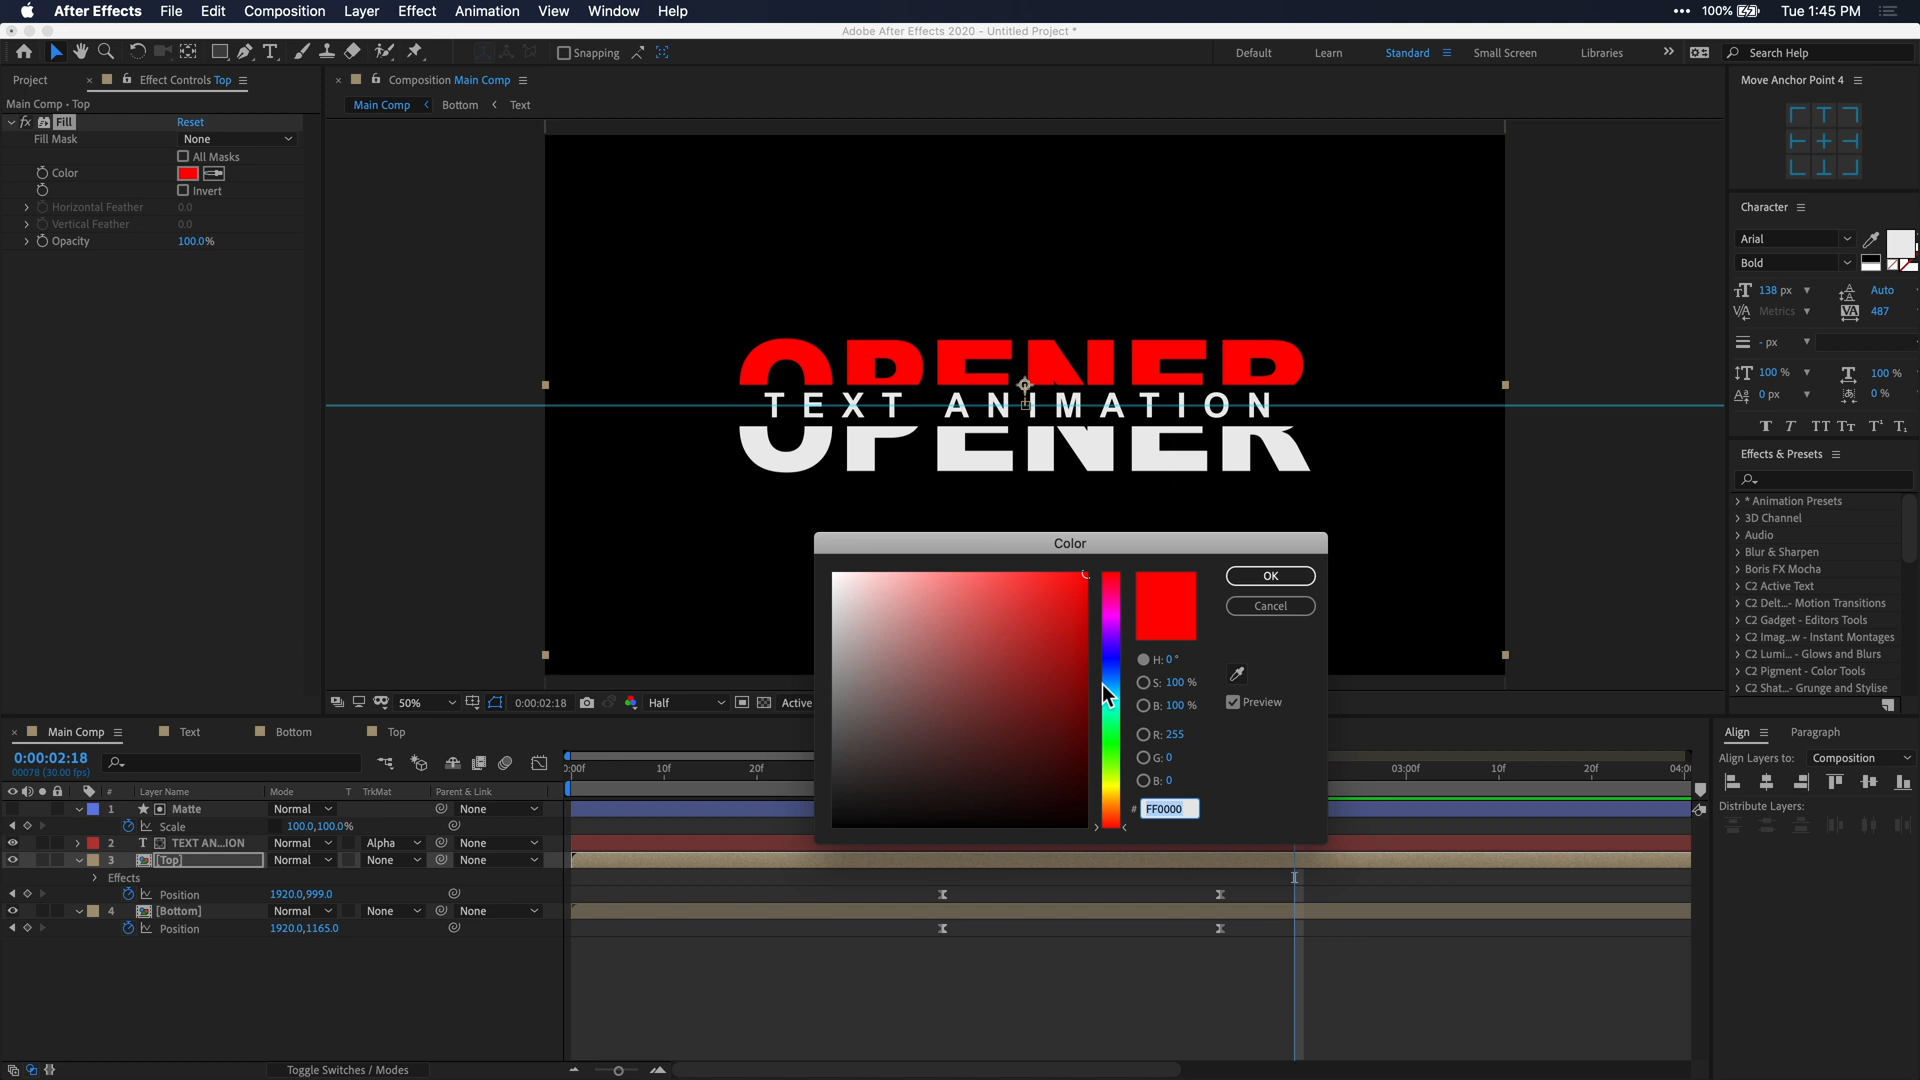 After Effects File Edit Composition Layer Effect Animation View Window Help
100% Tue 1:45 PM
Adobe After Effects 2020 - Untitled Project *
Snapping
Default Learn Standard Small Screen Libraries Search Help
Project Effect Controls Top
Composition Main Comp
Move Anchor Point 4
Main Comp • Top
Main Comp Bottom Text
fx Fill Reset
Fill Mask None
All Masks
Color
Invert
Horizontal Feather 0.0
Vertical Feather 0.0
Opacity 100.0%
OPENER
TEXT ANIMATION
OPENER
Character
Arial
Bold
138 px Auto
Metrics 487
- px
100 % 100 %
0 px 0 %
Effects & Presets
* Animation Presets
3D Channel
Audio
Blur & Sharpen
Boris FX Mocha
C2 Active Text
C2 Delt...- Motion Transitions
C2 Gadget - Editors Tools
C2 Imag...w - Instant Montages
C2 Lumi... - Glows and Blurs
C2 Pigment - Color Tools
C2 Shat...- Grunge and Stylise
Color
OK
Cancel
H: 0 °
S: 100 %
B: 100 %
Preview
R: 255
G: 0
B: 0
# FF0000
50% 0:00:02:18 Half Active
Main Comp Text Bottom Top
0:00:02:18
00078 (30.00 fps)
0:00f 10f 20f 03:00f 10f 20f 04:0
# Layer Name Mode T TrkMat Parent & Link
1 Matte Normal None
Scale 100.0,100.0%
2 T TEXT AN...ION Normal Alpha None
3 [Top] Normal None None
Effects
Position 1920.0,999.0
4 [Bottom] Normal None None
Position 1920.0,1165.0
Toggle Switches / Modes
Align Paragraph
Align Layers to: Composition
Distribute Layers: